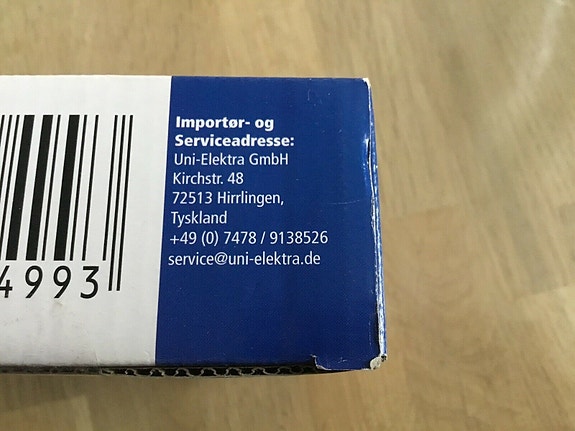 Importør- og
Serviceadresse:
Uni-Elektra GmbH
Kirchstr. 48
72513 Hirrlingen,
Tyskland
+49 (0) 7478 / 9138526
service@uni-elektra.de
4993